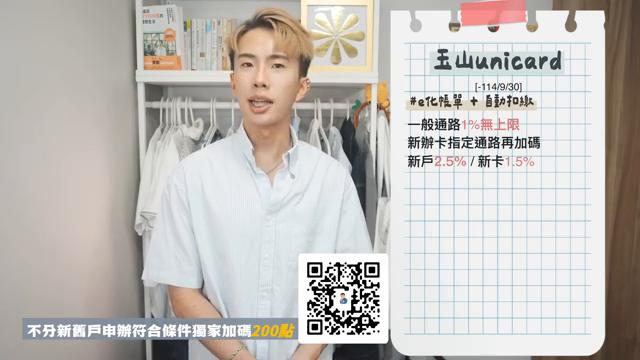 玉山unicard
[-114/9/30]
#e化帳單 + 自動扣繳
一般通路1%無上限
新辦卡指定通路再加碼
新戶2.5% / 新卡1.5%
不分新舊戶申辦符合條件獨家加碼200點